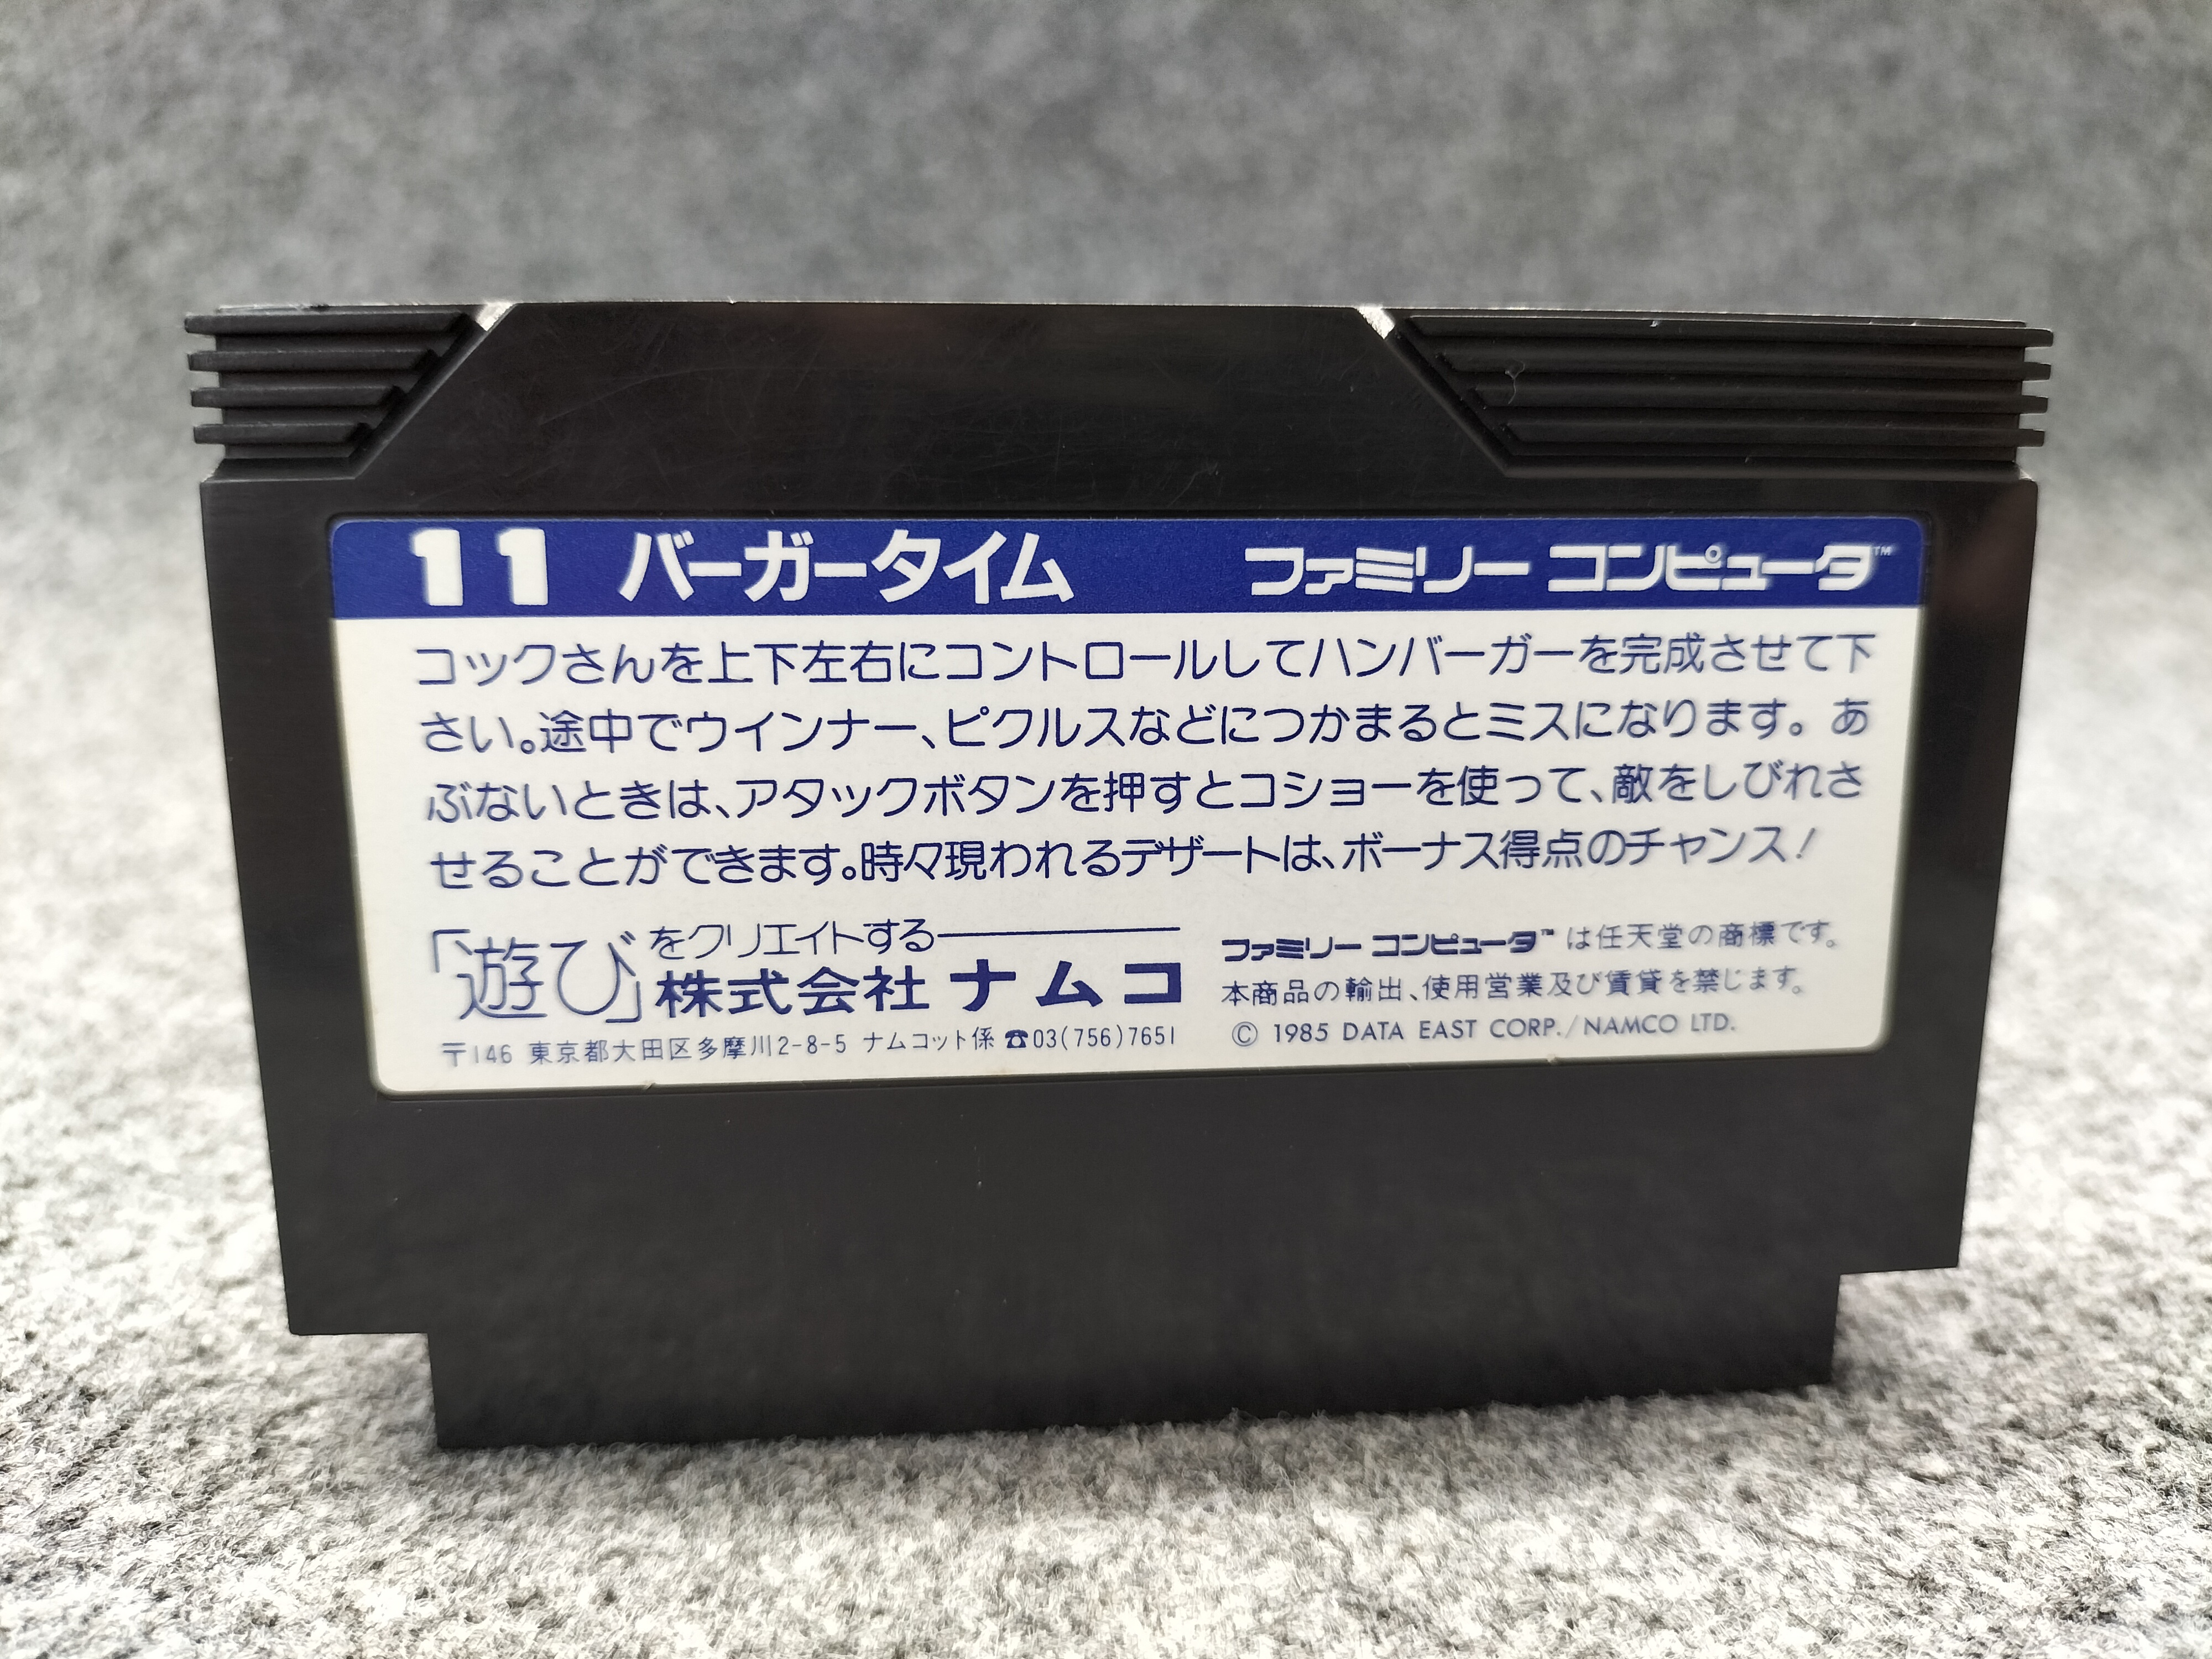 11 バーガータイム ファミリー コンピュータ™
コックさんを上下左右にコントロールしてハンバーガーを完成させて下
さい。途中でウインナー、ピクルスなどにつかまるとミスになります。あ
ぶないときは、アタックボタンを押すとコショーを使って、敵をしびれさ
せることができます。時々現われるデザートは、ボーナス得点のチャンス!
「遊び」をクリエイトする
株式会社 ナムコ
〒146 東京都大田区多摩川2-8-5 ナムコット係 ☎03(756)7651
ファミリー コンピュータ™は任天堂の商標です。
本商品の輸出、使用営業及び賃貸を禁じます。
© 1985 DATA EAST CORP./NAMCO LTD.